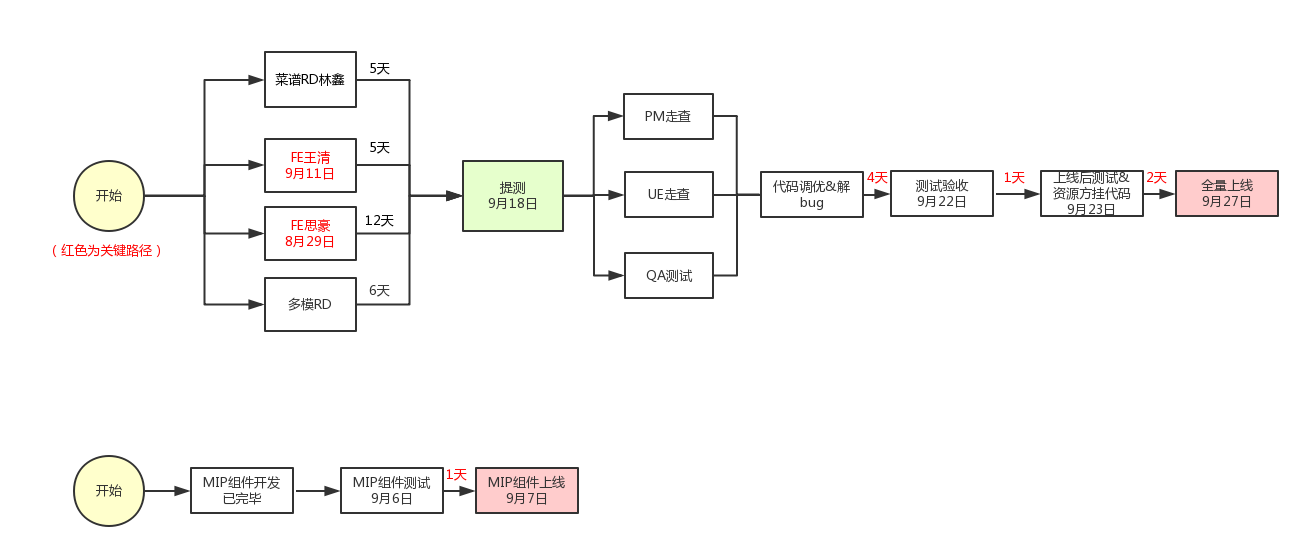 开始
(红色为关键路径)
菜谱RD林鑫
5天
FE王清
9月11日
5天
FE思豪
8月29日
12天
多模RD
6天
提测
9月18日
PM走查
UE走查
QA测试
代码调优&解
bug
4天
测试验收
9月22日
1天
上线后测试&
资源方挂代码
9月23日
2天
全量上线
9月27日
开始
MIP组件开发
已完毕
MIP组件测试
9月6日
1天
MIP组件上线
9月7日